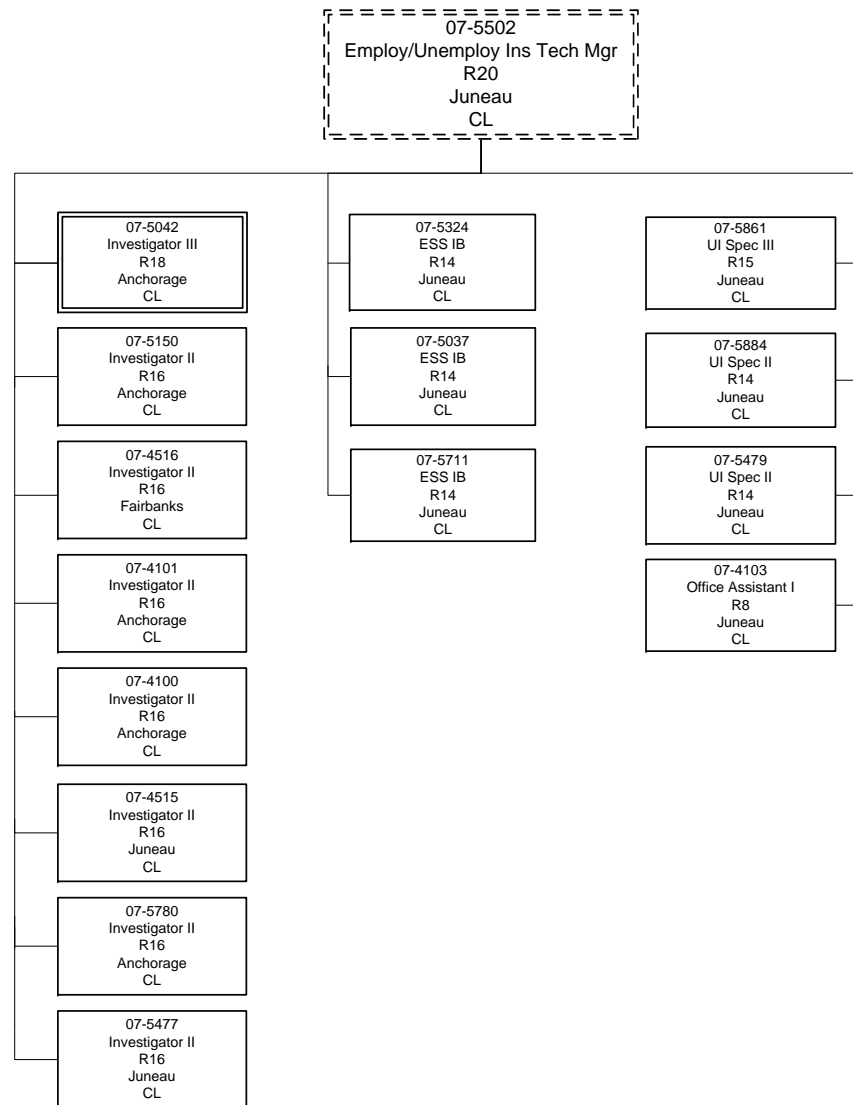 07-5502
Employ/Unemploy Ins Tech Mgr
R20
Juneau
CL
07-5042
Investigator III
R18
Anchorage
CL
07-5150
Investigator II
R16
Anchorage
CL
07-4516
Investigator II
R16
Fairbanks
CL
07-4101
Investigator II
R16
Anchorage
CL
07-4100
Investigator II
R16
Anchorage
CL
07-4515
Investigator II
R16
Juneau
CL
07-5780
Investigator II
R16
Anchorage
CL
07-5477
Investigator II
R16
Juneau
CL
07-5324
ESS IB
R14
Juneau
CL
07-5037
ESS IB
R14
Juneau
CL
07-5711
ESS IB
R14
Juneau
CL
07-5861
UI Spec III
R15
Juneau
CL
07-5884
UI Spec II
R14
Juneau
CL
07-5479
UI Spec II
R14
Juneau
CL
07-4103
Office Assistant I
R8
Juneau
CL